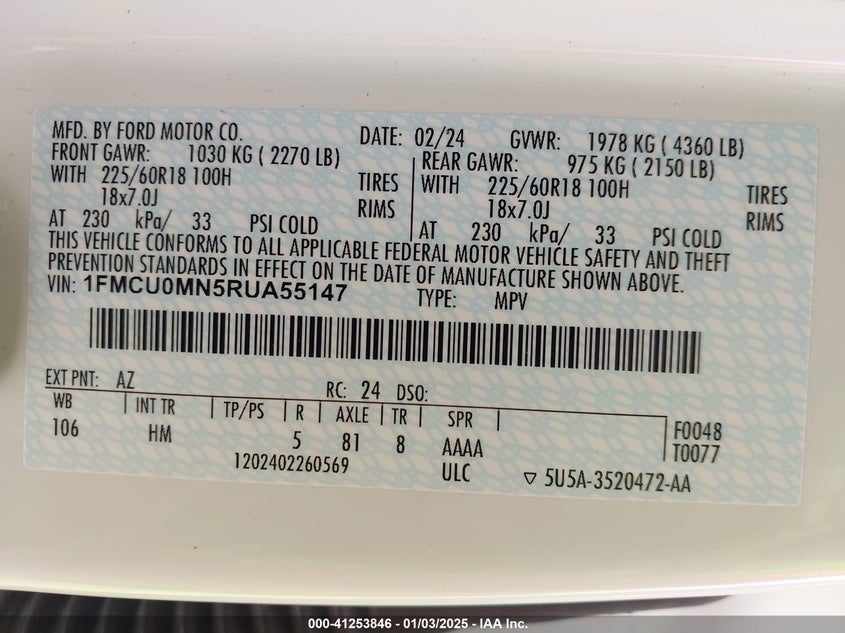 MFD. BY FORD MOTOR CO. DATE: 02/24 GVWR: 1978 KG ( 4360 LB)
FRONT GAWR: 1030 KG ( 2270 LB) REAR GAWR: 975 KG ( 2150 LB)
WITH 225/60R18 100H TIRES WITH 225/60R18 100H TIRES
18x7.0J RIMS 18x7.0J RIMS
AT 230 kPa/ 33 PSI COLD AT 230 kPa/ 33 PSI COLD
THIS VEHICLE CONFORMS TO ALL APPLICABLE FEDERAL MOTOR VEHICLE SAFETY AND THEFT
PREVENTION STANDARDS IN EFFECT ON THE DATE OF MANUFACTURE SHOWN ABOVE.
VIN: 1FMCU0MN5RUA55147 TYPE: MPV
EXT PNT: AZ RC: 24 DSO:
WB INT TR TP/PS R AXLE TR SPR F0048
106 HM 5 81 8 AAAA T0077
1202402260569 ULC ▽ 5U5A-3520472-AA
000-41253846 - 01/03/2025 - IAA Inc.